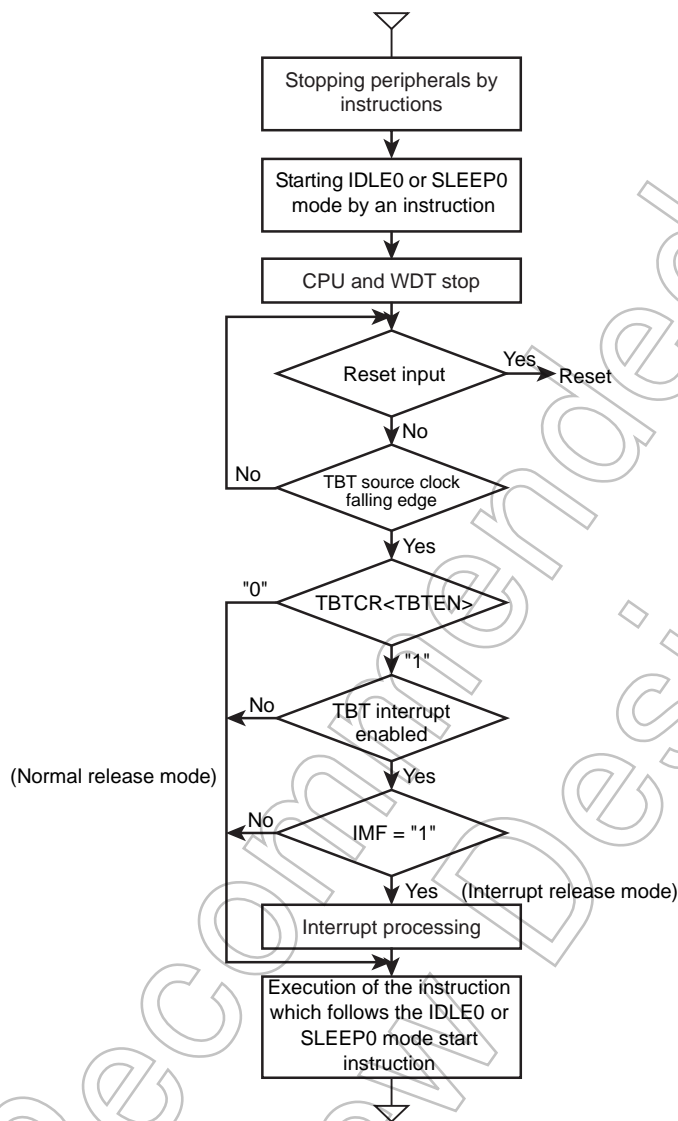 Stopping peripherals by
instructions
Starting IDLE0 or SLEEP0
mode by an instruction
CPU and WDT stop
Reset input
Yes
Reset
No
No
TBT source clock
falling edge
Yes
"0"
TBTCR<TBTEN>
"1"
No
TBT interrupt
enabled
(Normal release mode)
Yes
No
IMF = "1"
Yes
(Interrupt release mode)
Interrupt processing
Execution of the instruction
which follows the IDLE0 or
SLEEP0 mode start
instruction